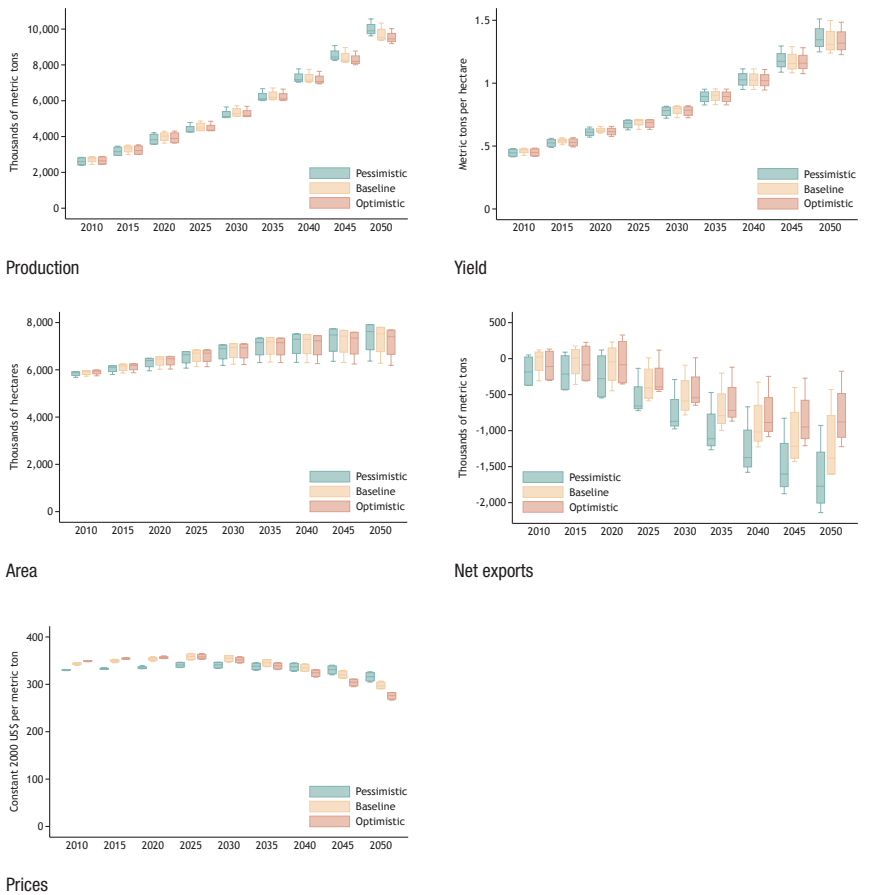 10,000
8,000
6,000
4,000
2,000
0
Thousands of metric tons
Pessimistic
Baseline
Optimistic
2010 2015 2020 2025 2030 2035 2040 2045 2050
Production
1.5
1
.5
0
Metric tons per hectare
Pessimistic
Baseline
Optimistic
2010 2015 2020 2025 2030 2035 2040 2045 2050
Yield
8,000
6,000
4,000
2,000
0
Thousands of hectares
Pessimistic
Baseline
Optimistic
2010 2015 2020 2025 2030 2035 2040 2045 2050
Area
500
0
-500
-1,000
-1,500
-2,000
Thousands of metric tons
Pessimistic
Baseline
Optimistic
2010 2015 2020 2025 2030 2035 2040 2045 2050
Net exports
400
300
200
100
0
Constant 2000 US$ per metric ton
Pessimistic
Baseline
Optimistic
2010 2015 2020 2025 2030 2035 2040 2045 2050
Prices